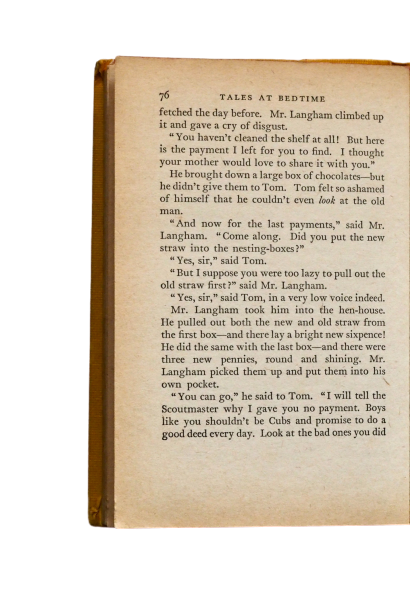 76 TALES AT BEDTIME
fetched the day before. Mr. Langham climbed up
it and gave a cry of disgust.
"You haven't cleaned the shelf at all! But here
is the payment I left for you to find. I thought
your mother would love to share it with you."
He brought down a large box of chocolates—but
he didn't give them to Tom. Tom felt so ashamed
of himself that he couldn't even look at the old
man.
"And now for the last payments," said Mr.
Langham. "Come along. Did you put the new
straw into the nesting-boxes?"
"Yes, sir," said Tom.
"But I suppose you were too lazy to pull out the
old straw first?" said Mr. Langham.
"Yes, sir," said Tom, in a very low voice indeed.
Mr. Langham took him into the hen-house.
He pulled out both the new and old straw from
the first box—and there lay a bright new sixpence!
He did the same with the last box—and there were
three new pennies, round and shining. Mr.
Langham picked them up and put them into his
own pocket.
"You can go," he said to Tom. "I will tell the
Scoutmaster why I gave you no payment. Boys
like you shouldn't be Cubs and promise to do a
good deed every day. Look at the bad ones you did